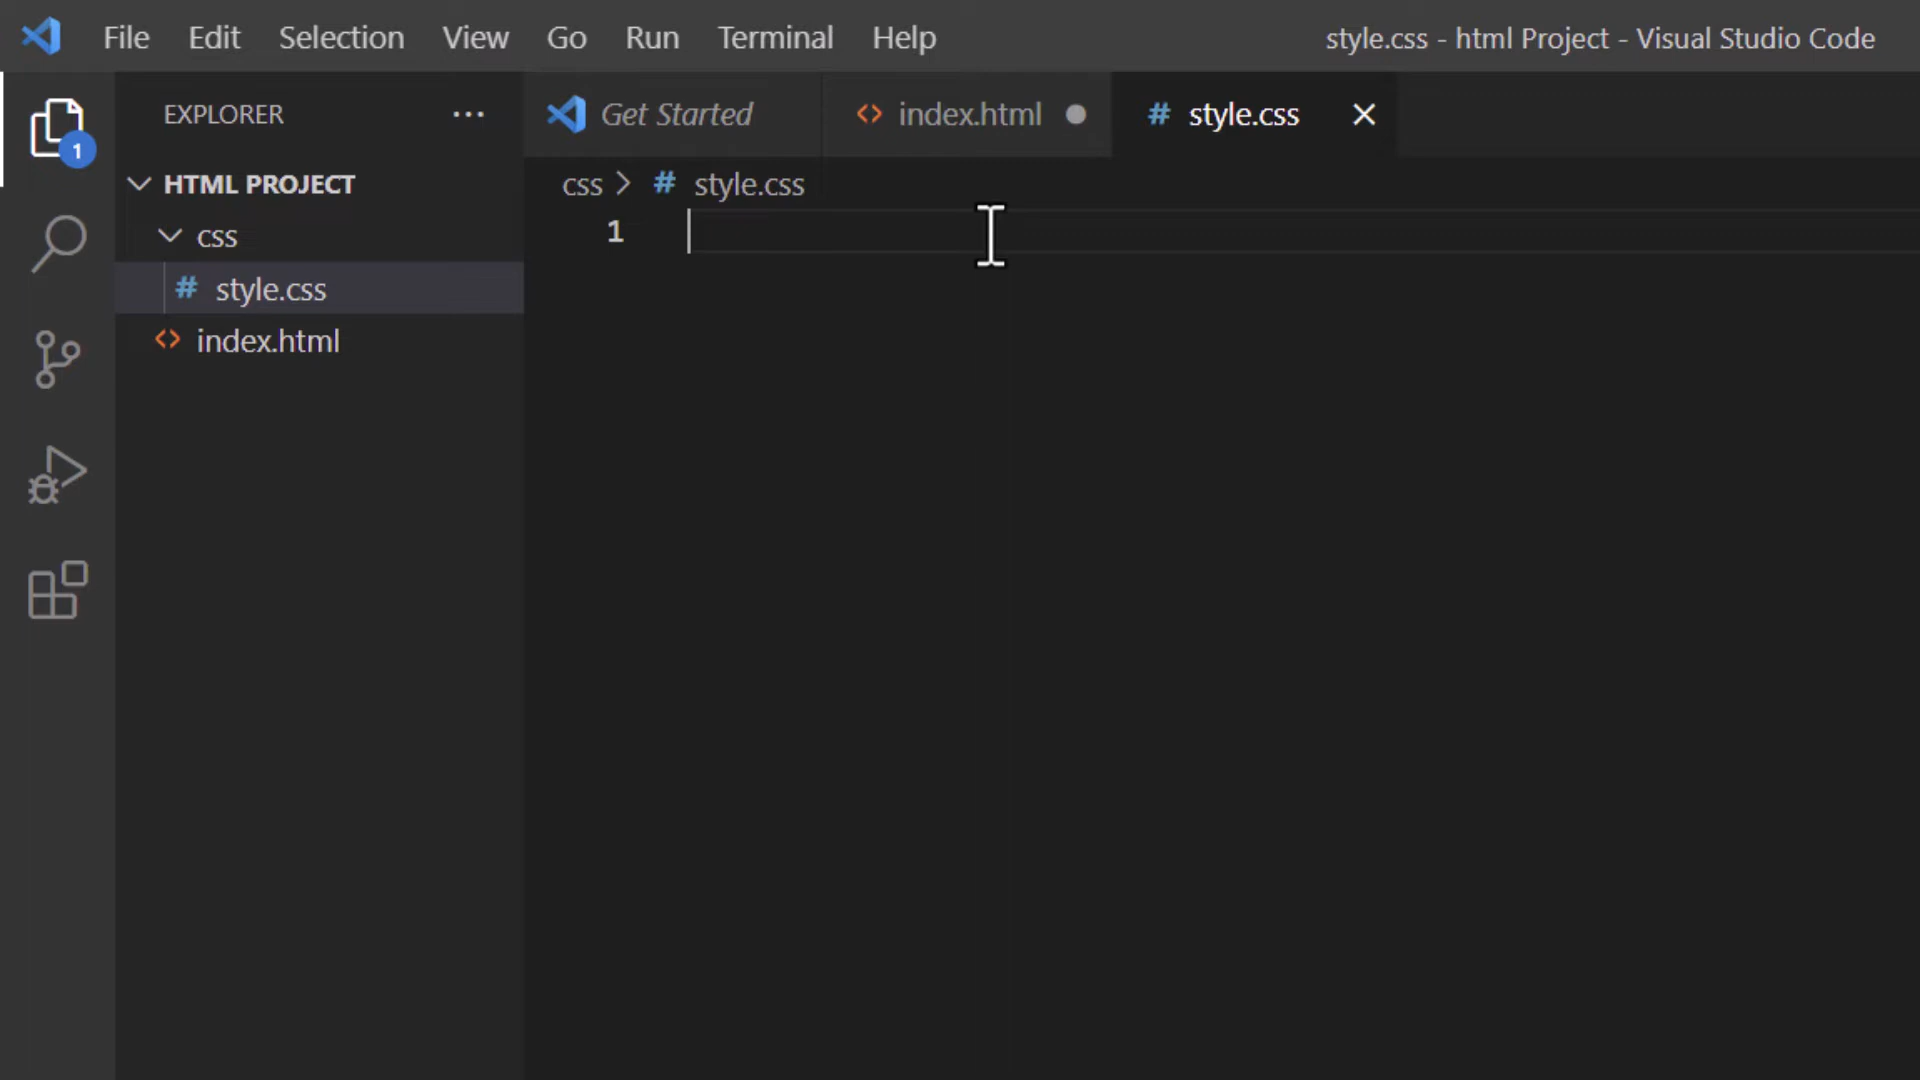 File Edit Selection View Go Run Terminal Help style.css - html Project - Visual Studio Code
EXPLORER ···
Get Started
index.html
# style.css
1
HTML PROJECT
css > # style.css
css
1
# style.css
<> index.html